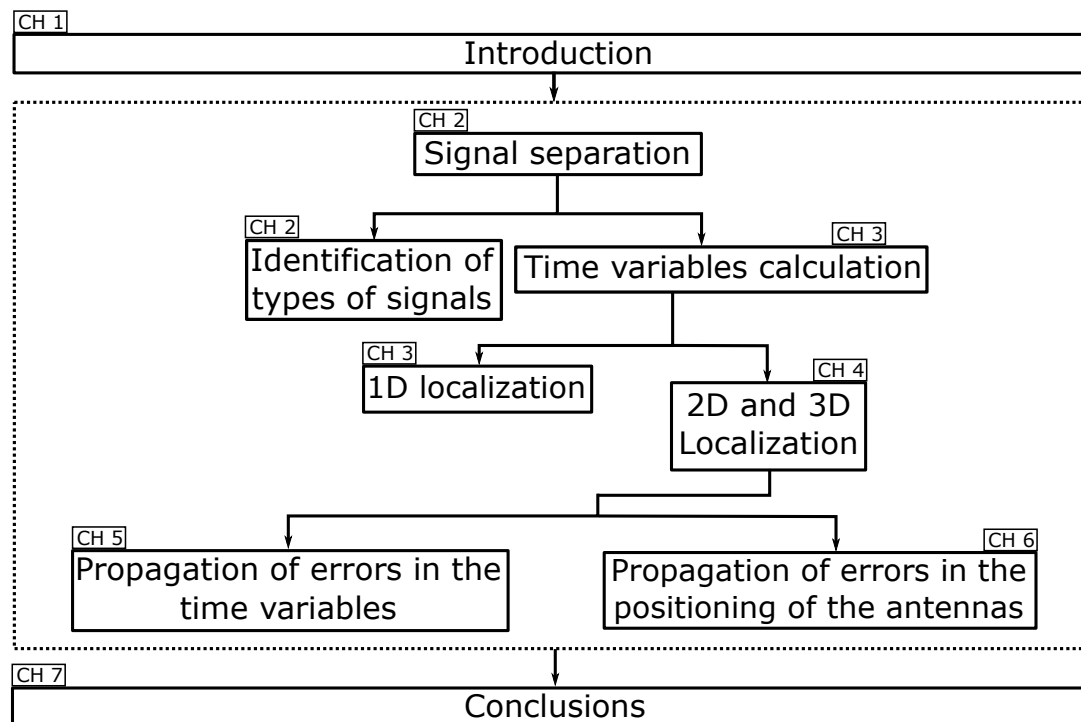 CH 1
Introduction
CH 2
Signal separation
CH 2
Identification of
types of signals
CH 3
Time variables calculation
CH 3
1D localization
CH 4
2D and 3D
Localization
CH 5
Propagation of errors in the
time variables
CH 6
Propagation of errors in the
positioning of the antennas
CH 7
Conclusions